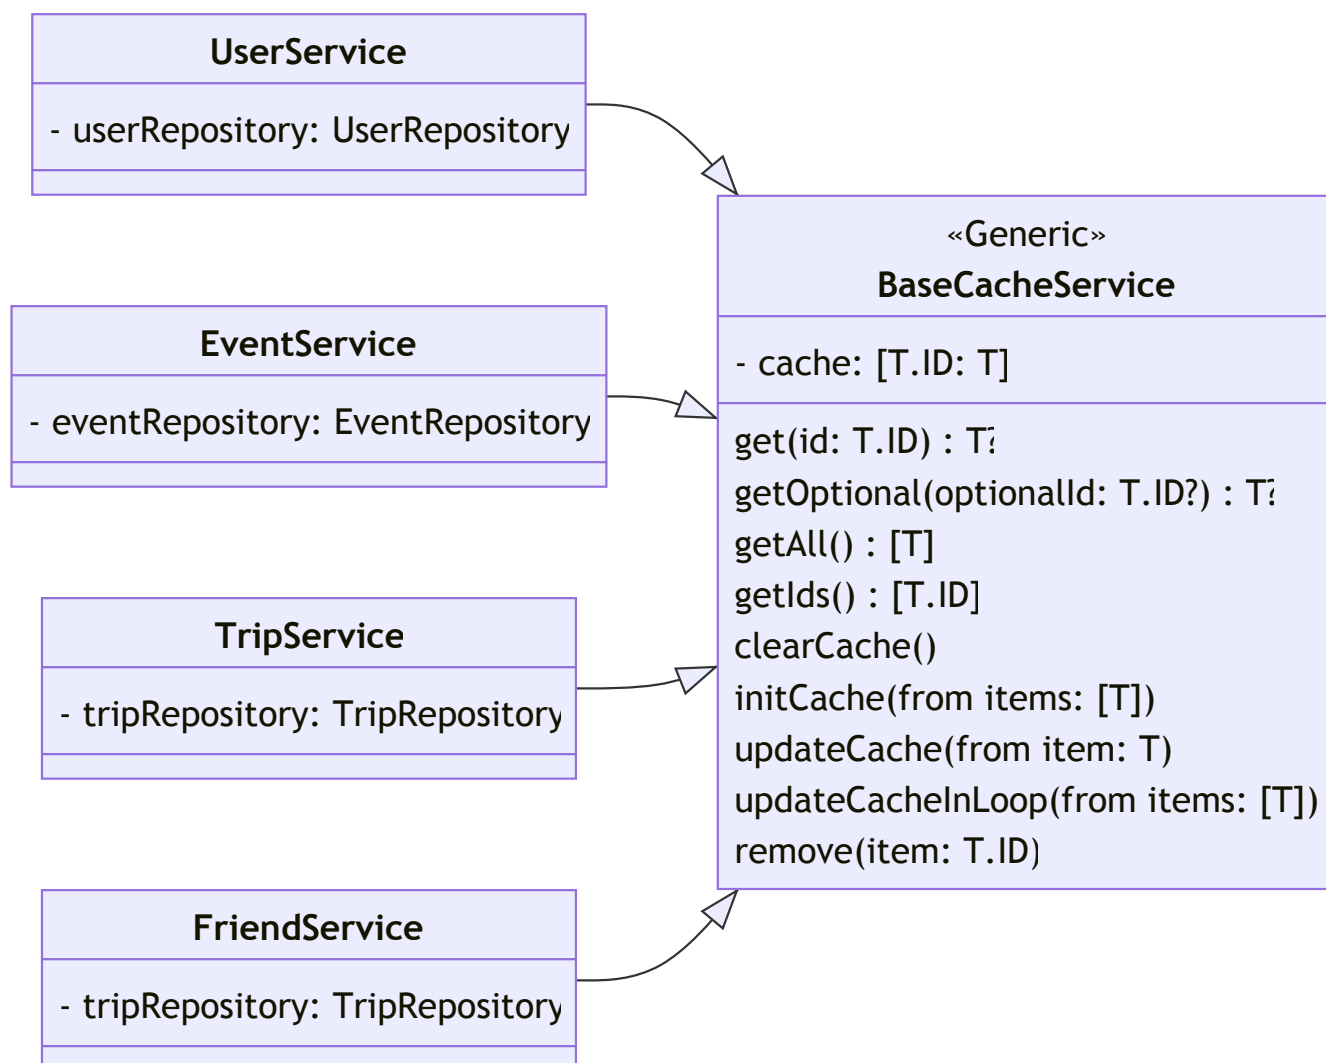 UserService
- userRepository: UserRepository
EventService
- eventRepository: EventRepository
TripService
- tripRepository: TripRepository
FriendService
- tripRepository: TripRepository
«Generic»
BaseCacheService
- cache: [T.ID: T]
get(id: T.ID) : T?
getOptional(optionalId: T.ID?) : T?
getAll() : [T]
getIds() : [T.ID]
clearCache()
initCache(from items: [T])
updateCache(from item: T)
updateCacheInLoop(from items: [T])
remove(item: T.ID)